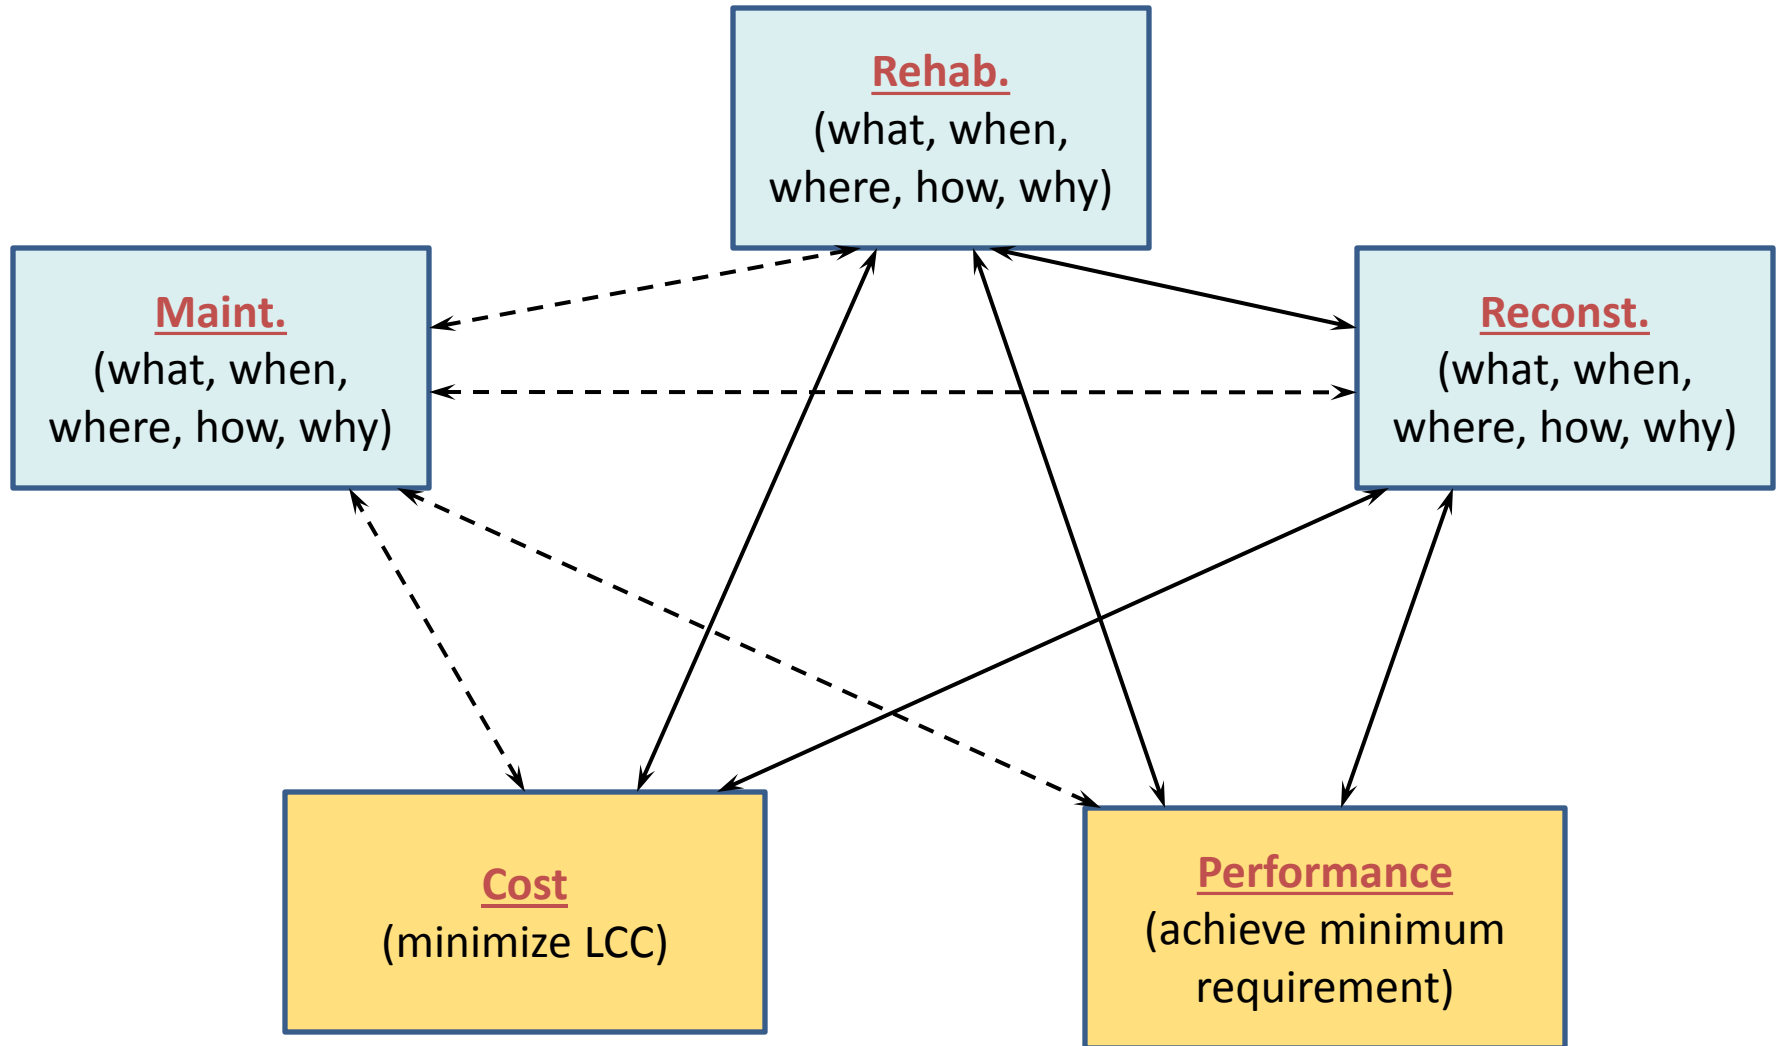 Rehab.
(what, when,
where, how, why)
Maint.
(what, when,
where, how, why)
Reconst.
(what, when,
where, how, why)
Cost
(minimize LCC)
Performance
(achieve minimum
requirement)